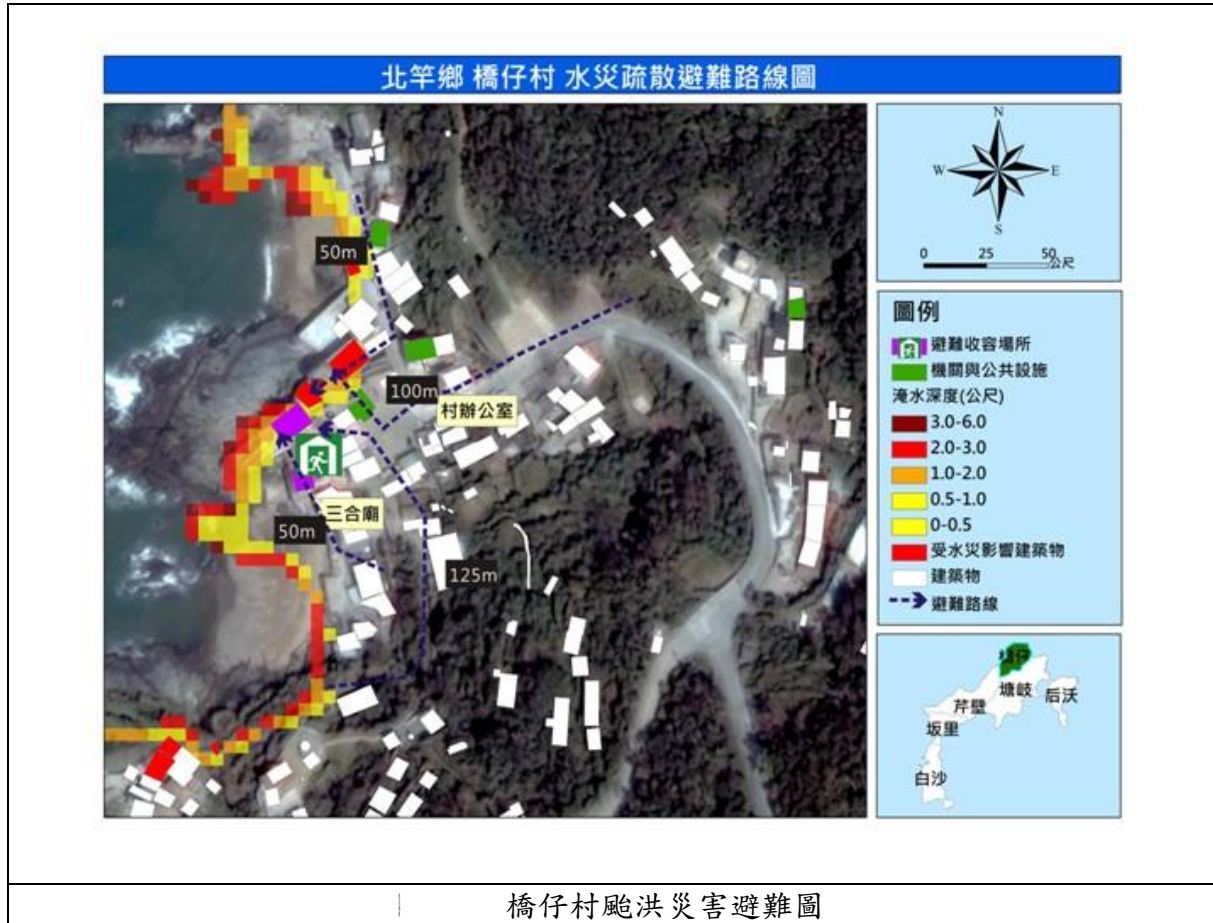 北竿鄉 橋仔村 水災疏散避難路線圖
50m
100m
村辦公室
三合廟
50m
125m
N
W
E
S
0
25
50
公尺
圖例
避難收容場所
機關與公共設施
淹水深度(公尺)
3.0-6.0
2.0-3.0
1.0-2.0
0.5-1.0
0-0.5
受水災影響建築物
建築物
避難路線
橋仔
塘岐
后沃
芹壁
坂里
白沙
橋仔村颱洪災害避難圖